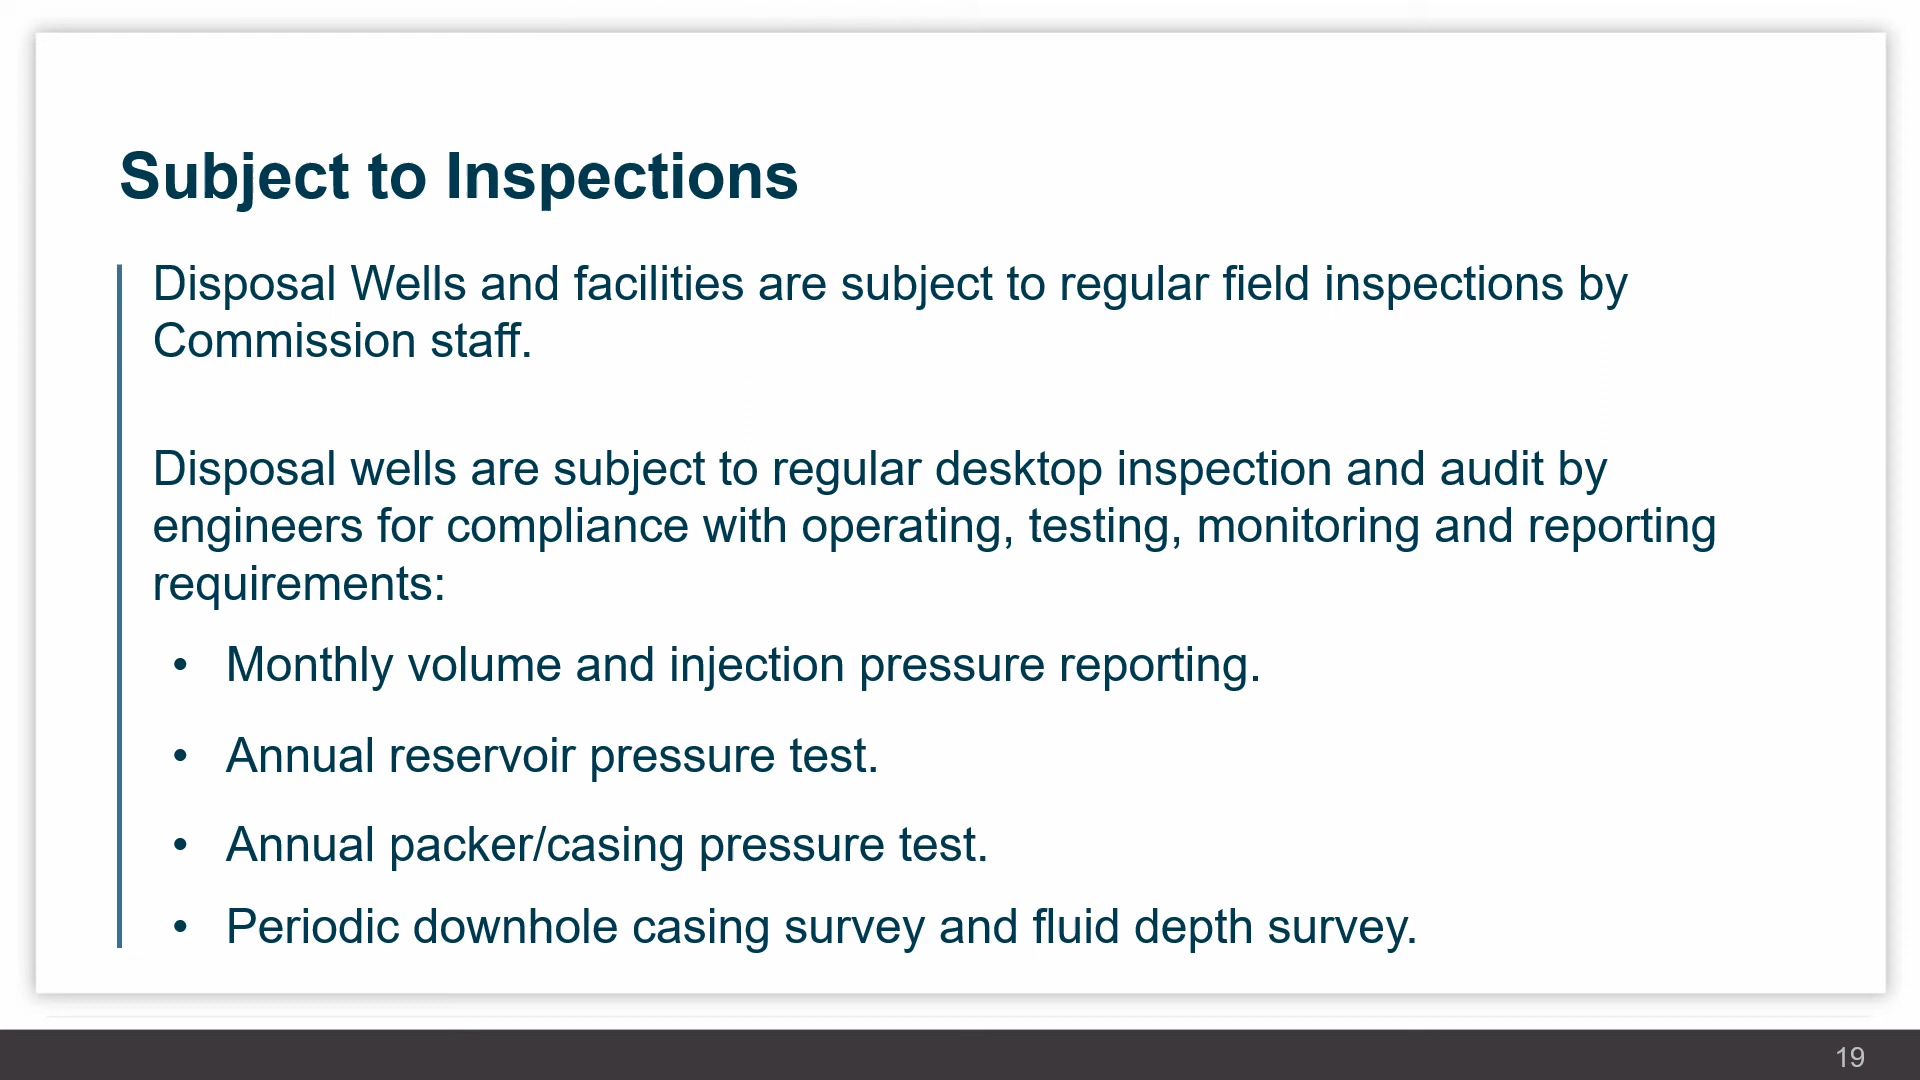 Subject to Inspections
Disposal Wells and facilities are subject to regular field inspections by
Commission staff.
Disposal wells are subject to regular desktop inspection and audit by
engineers for compliance with operating, testing, monitoring and reporting
requirements:
• Monthly volume and injection pressure reporting.
• Annual reservoir pressure test.
• Annual packer/casing pressure test.
• Periodic downhole casing survey and fluid depth survey.
19